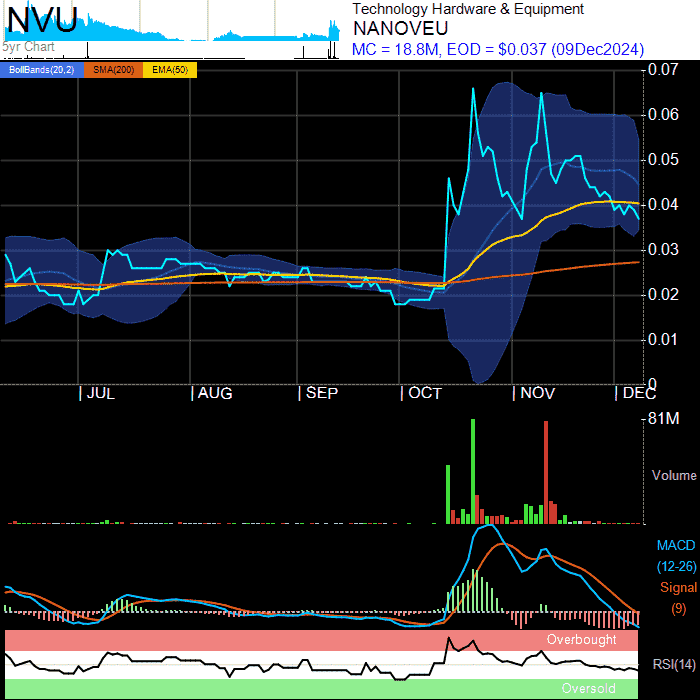 NVU
5yr Chart
Technology Hardware & Equipment
NANOVEU
MC = 18.8M, EOD = $0.037 (09Dec2024)
BollBands(20,2) SMA(200) EMA(50)
0.07
0.06
0.05
0.04
0.03
0.02
0.01
0
JUL AUG SEP OCT NOV DEC
81M
Volume
MACD
(12-26)
Signal
(9)
Overbought
RSI(14)
Oversold